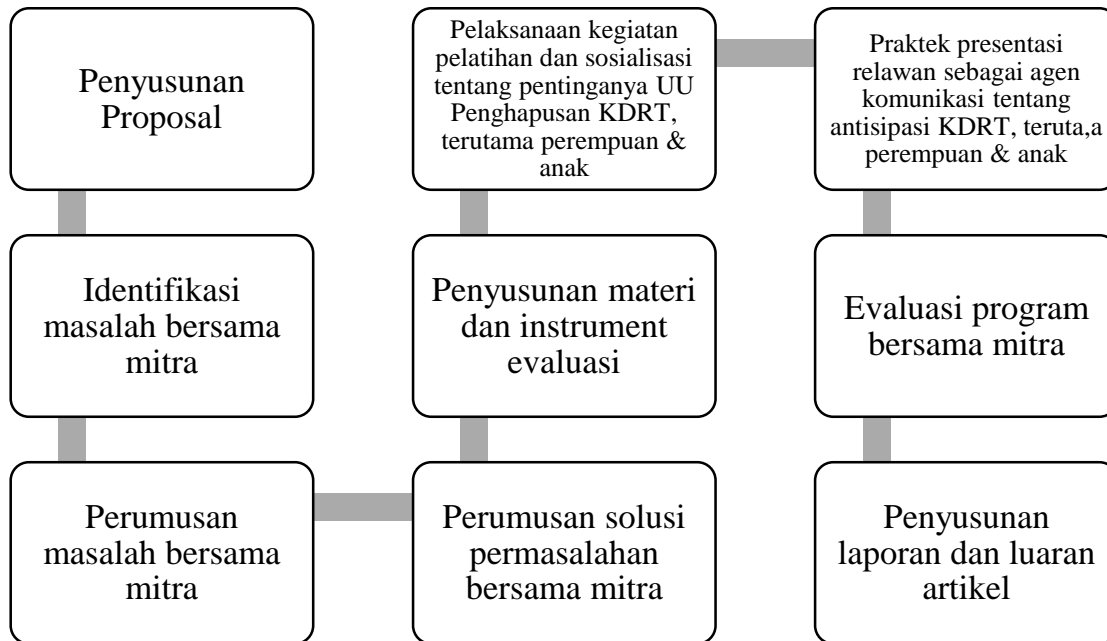 Penyusunan
Proposal
Identifikasi
masalah bersama
mitra
Perumusan
masalah bersama
mitra
Perumusan solusi
permasalahan
bersama mitra
Penyusunan materi
dan instrument
evaluasi
Pelaksanaan kegiatan
pelatihan dan sosialisasi
tentang pentinganya UU
Penghapusan KDRT,
terutama perempuan &
anak
Praktek presentasi
relawan sebagai agen
komunikasi tentang
antisipasi KDRT, teruta,a
perempuan & anak
Evaluasi program
bersama mitra
Penyusunan
laporan dan luaran
artikel